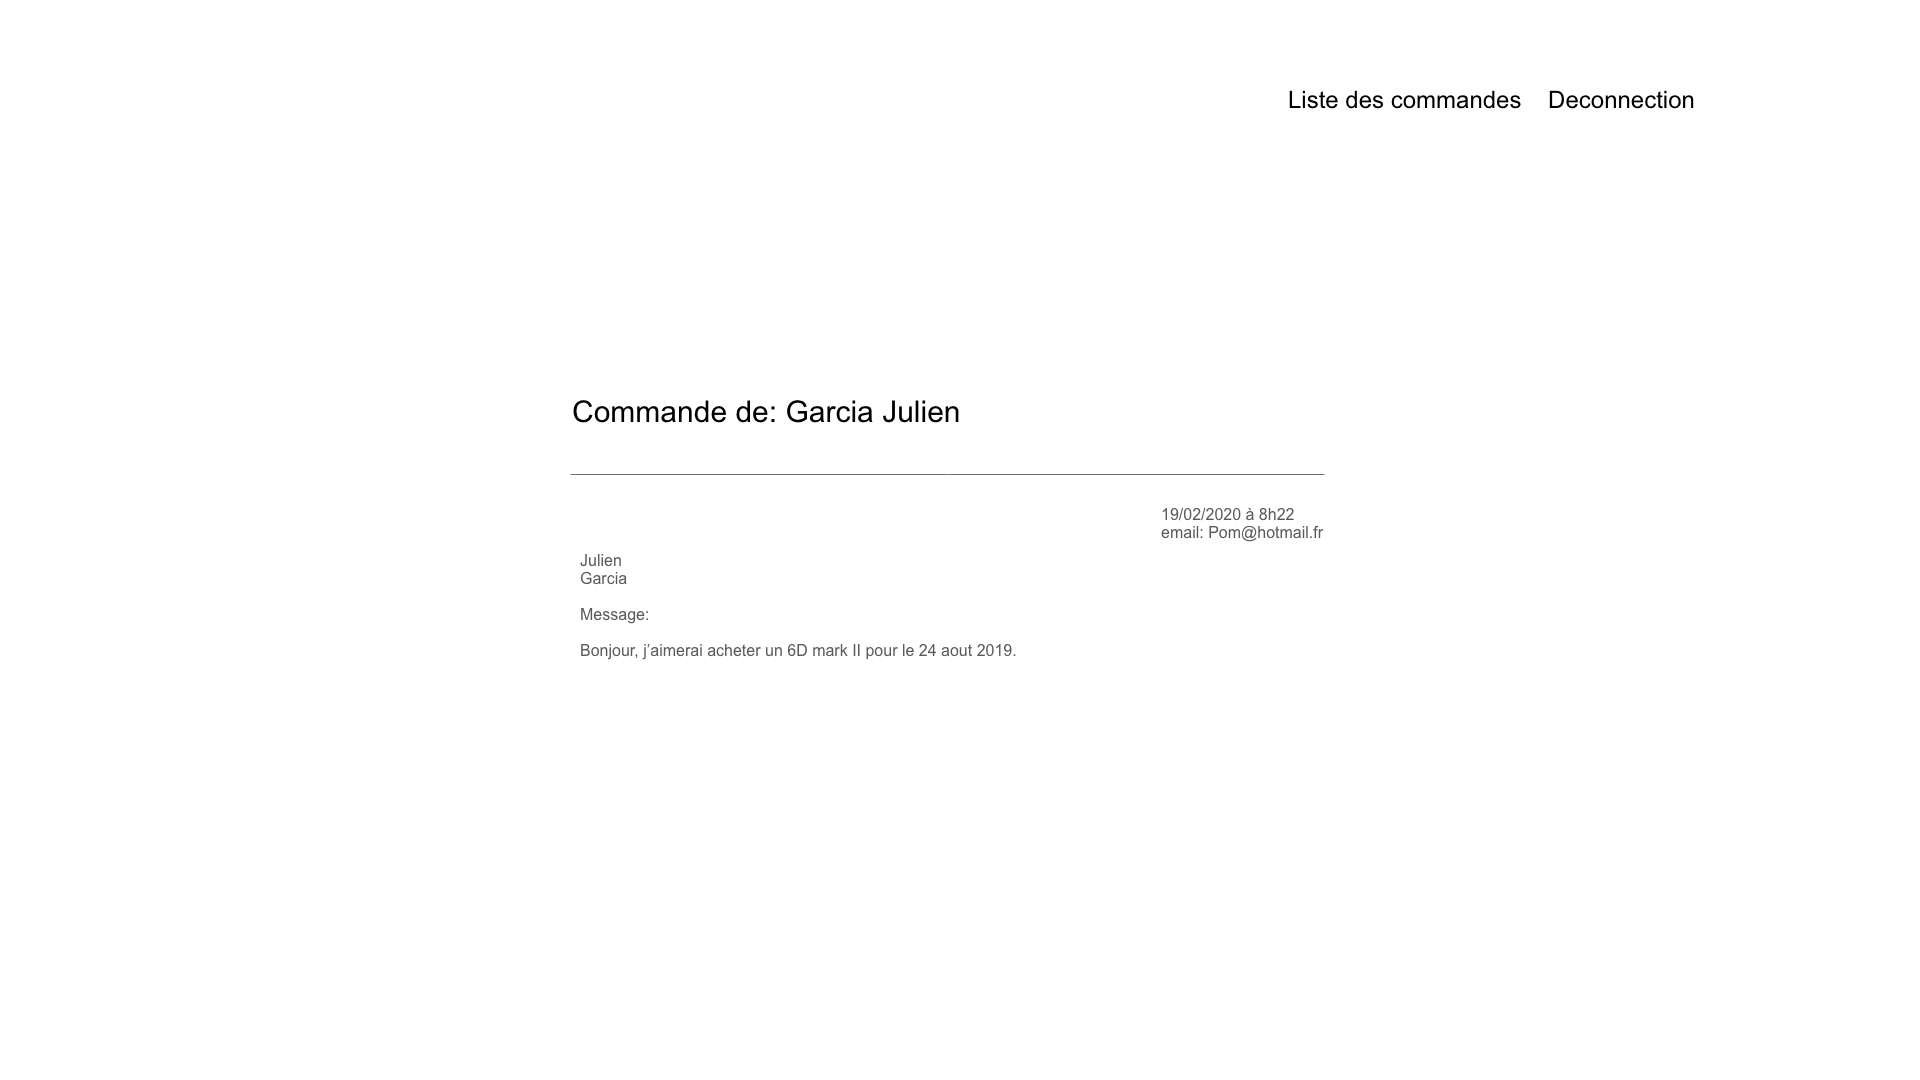 Liste des commandes Deconnection
Commande de: Garcia Julien
19/02/2020 à 8h22
email: Pom@hotmail.fr
Julien
Garcia
Message:
Bonjour, j’aimerai acheter un 6D mark II pour le 24 aout 2019.